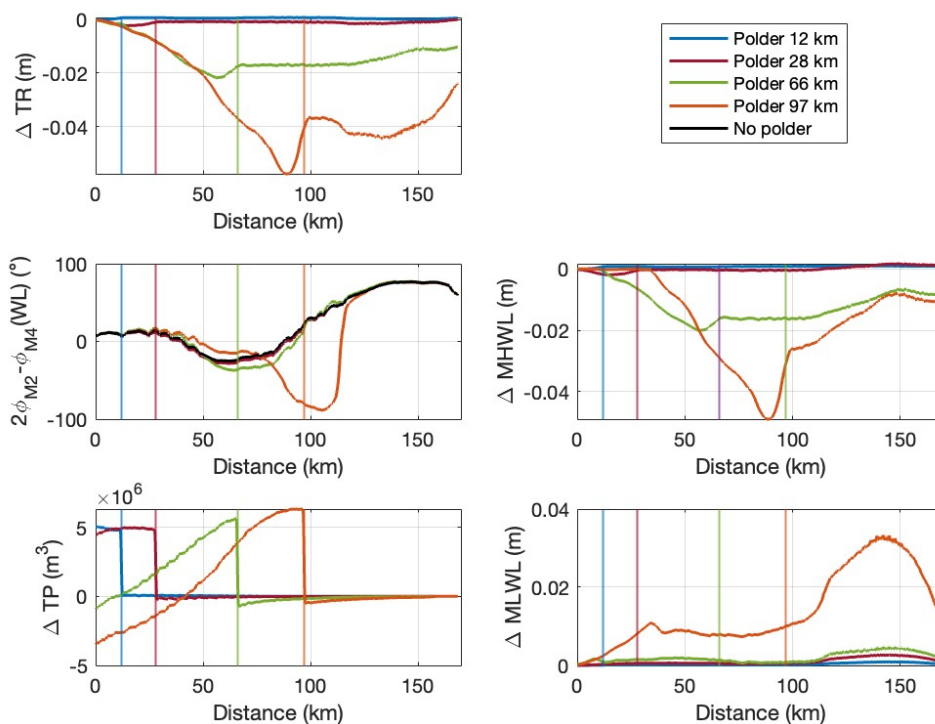 0
-0.02
-0.04
Δ TR (m)
0 50 100 150
Distance (km)
Polder 12 km
Polder 28 km
Polder 66 km
Polder 97 km
No polder
100
0
-100
2ϕM2-ϕM4(WL) (°)
0 50 100 150
Distance (km)
0
-0.02
-0.04
Δ MHWL (m)
0 50 100 150
Distance (km)
×10⁶
5
0
-5
Δ TP (m³)
0 50 100 150
Distance (km)
0.04
0.02
0
Δ MLWL (m)
0 50 100 150
Distance (km)